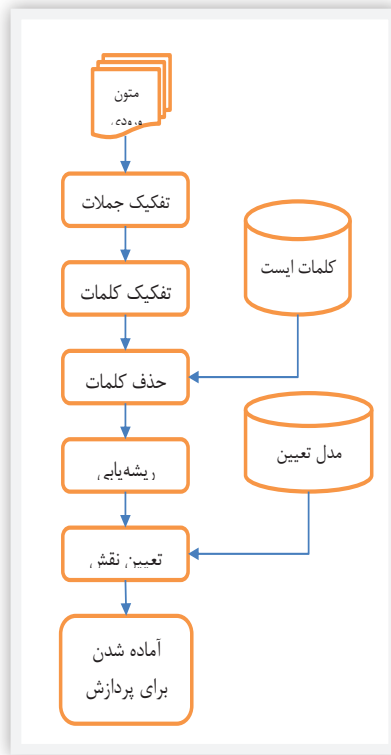 متون
ورودی
تفکیک جملات
کلمات ایست
تفکیک کلمات
حذف کلمات
مدل تعیین
ریشه‌یابی
تعیین نقش
آماده شدن
برای پردازش